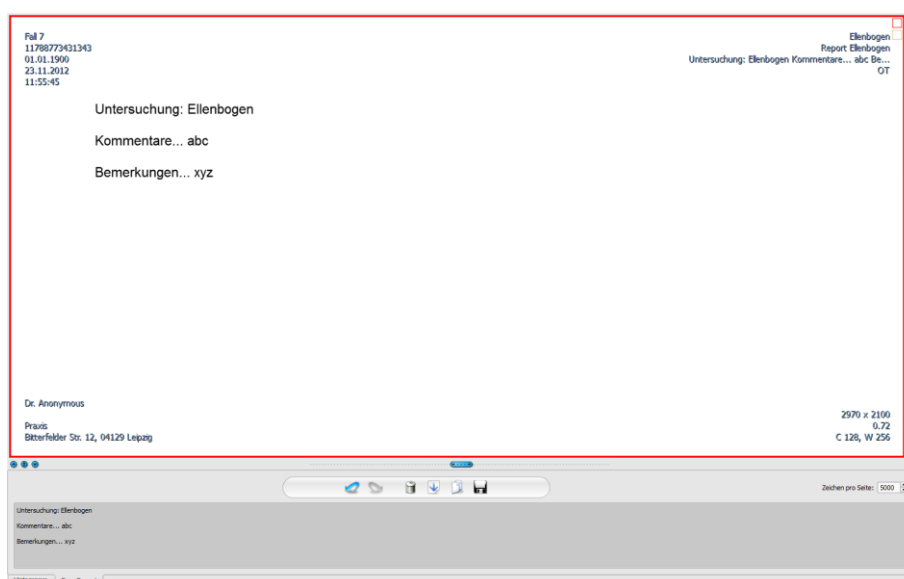 Fall 7
11788773431343
01.01.1900
23.11.2012
11:55:45
Ellenbogen
Report Ellenbogen
Untersuchung: Ellenbogen Kommentare... abc Be...
OT
Untersuchung: Ellenbogen
Kommentare... abc
Bemerkungen... xyz
Dr. Anonymous
Praxis
Bitterfelder Str. 12, 04129 Leipzig
2970 x 2100
0.72
C 128, W 256
Zeichen pro Seite: 5000
Untersuchung: Ellenbogen
Kommentare... abc
Bemerkungen... xyz